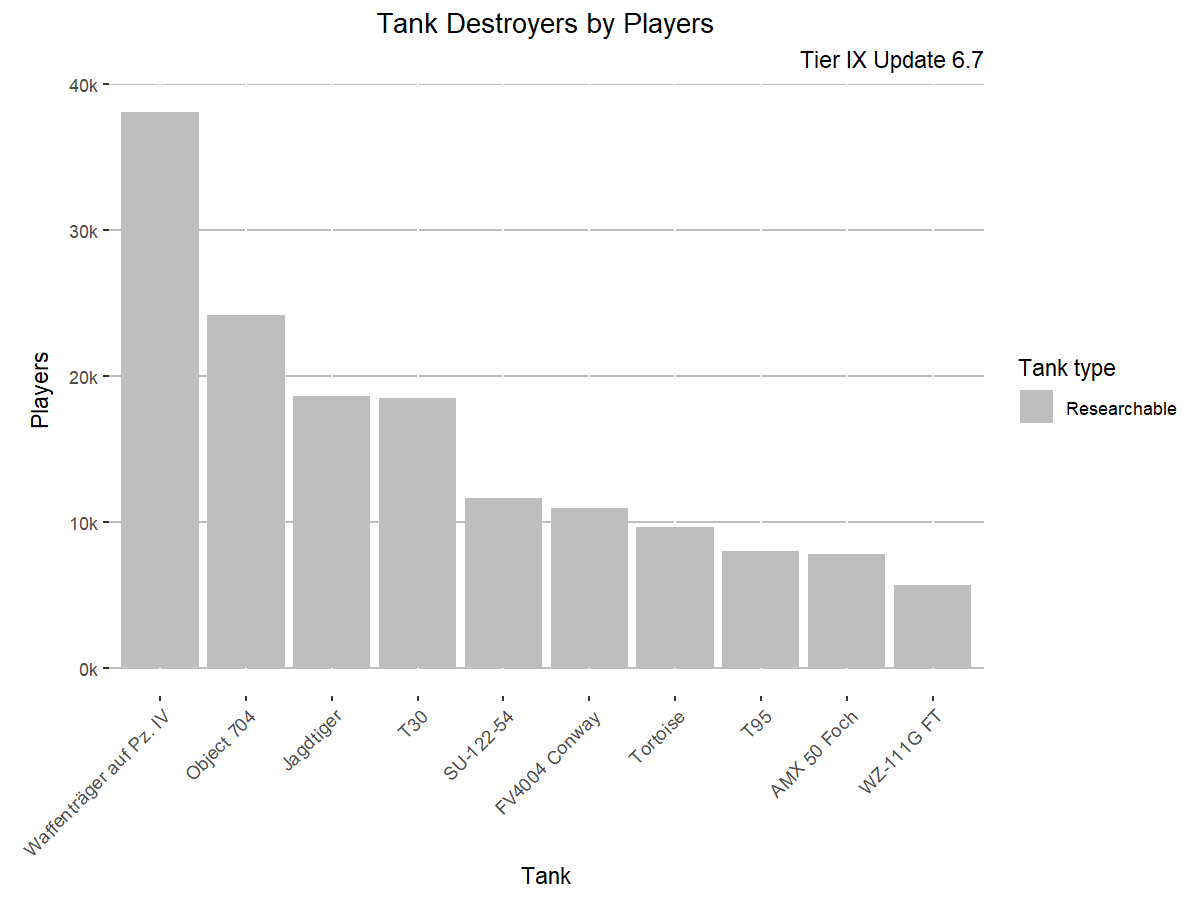 Tank Destroyers by Players
Tier IX Update 6.7
40k
30k
20k
10k
0k
Players
Waffenträger auf Pz. IV
Object 704
Jagdtiger
T30
SU-122-54
FV4004 Conway
Tortoise
T95
AMX 50 Foch
WZ-111G FT
Tank
Tank type
Researchable